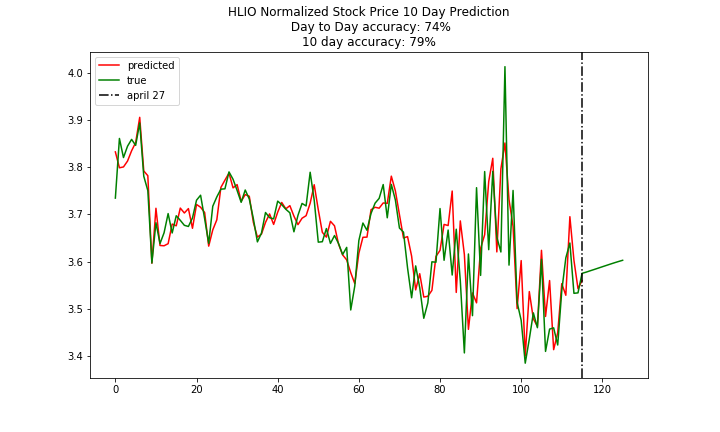 HLIO Normalized Stock Price 10 Day Prediction
Day to Day accuracy: 74%
10 day accuracy: 79%
predicted
true
april 27
4.0
3.9
3.8
3.7
3.6
3.5
3.4
0 20 40 60 80 100 120